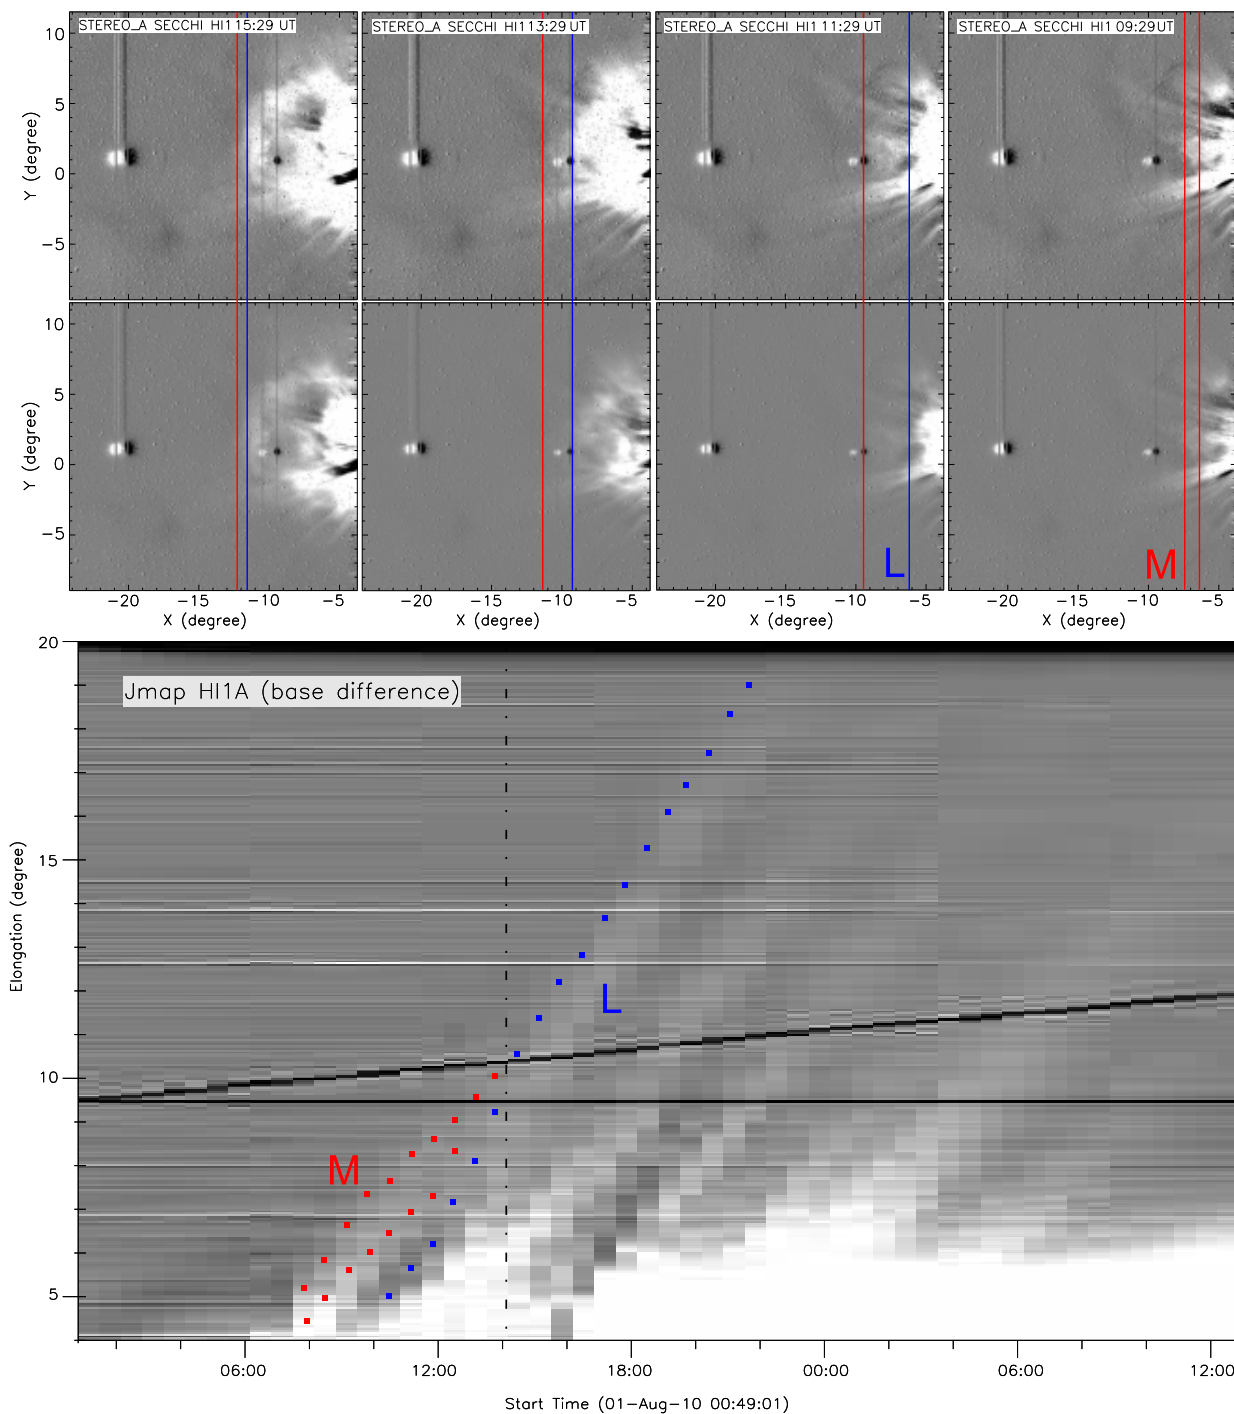 STEREO_A SECCHI HI1 15:29 UT
STEREO_A SECCHI HI1 13:29 UT
STEREO_A SECCHI HI1 11:29 UT
STEREO_A SECCHI HI1 09:29 UT
10
5
0
−5
Y (degree)
10
5
0
−5
Y (degree)
L
M
−20 −15 −10 −5
−20 −15 −10 −5
−20 −15 −10 −5
−20 −15 −10 −5
X (degree)
X (degree)
X (degree)
X (degree)
20
Jmap HI1A (base difference)
15
Elongation (degree)
L
10
M
5
06:00 12:00 18:00 00:00 06:00 12:00
Start Time (01−Aug−10 00:49:01)